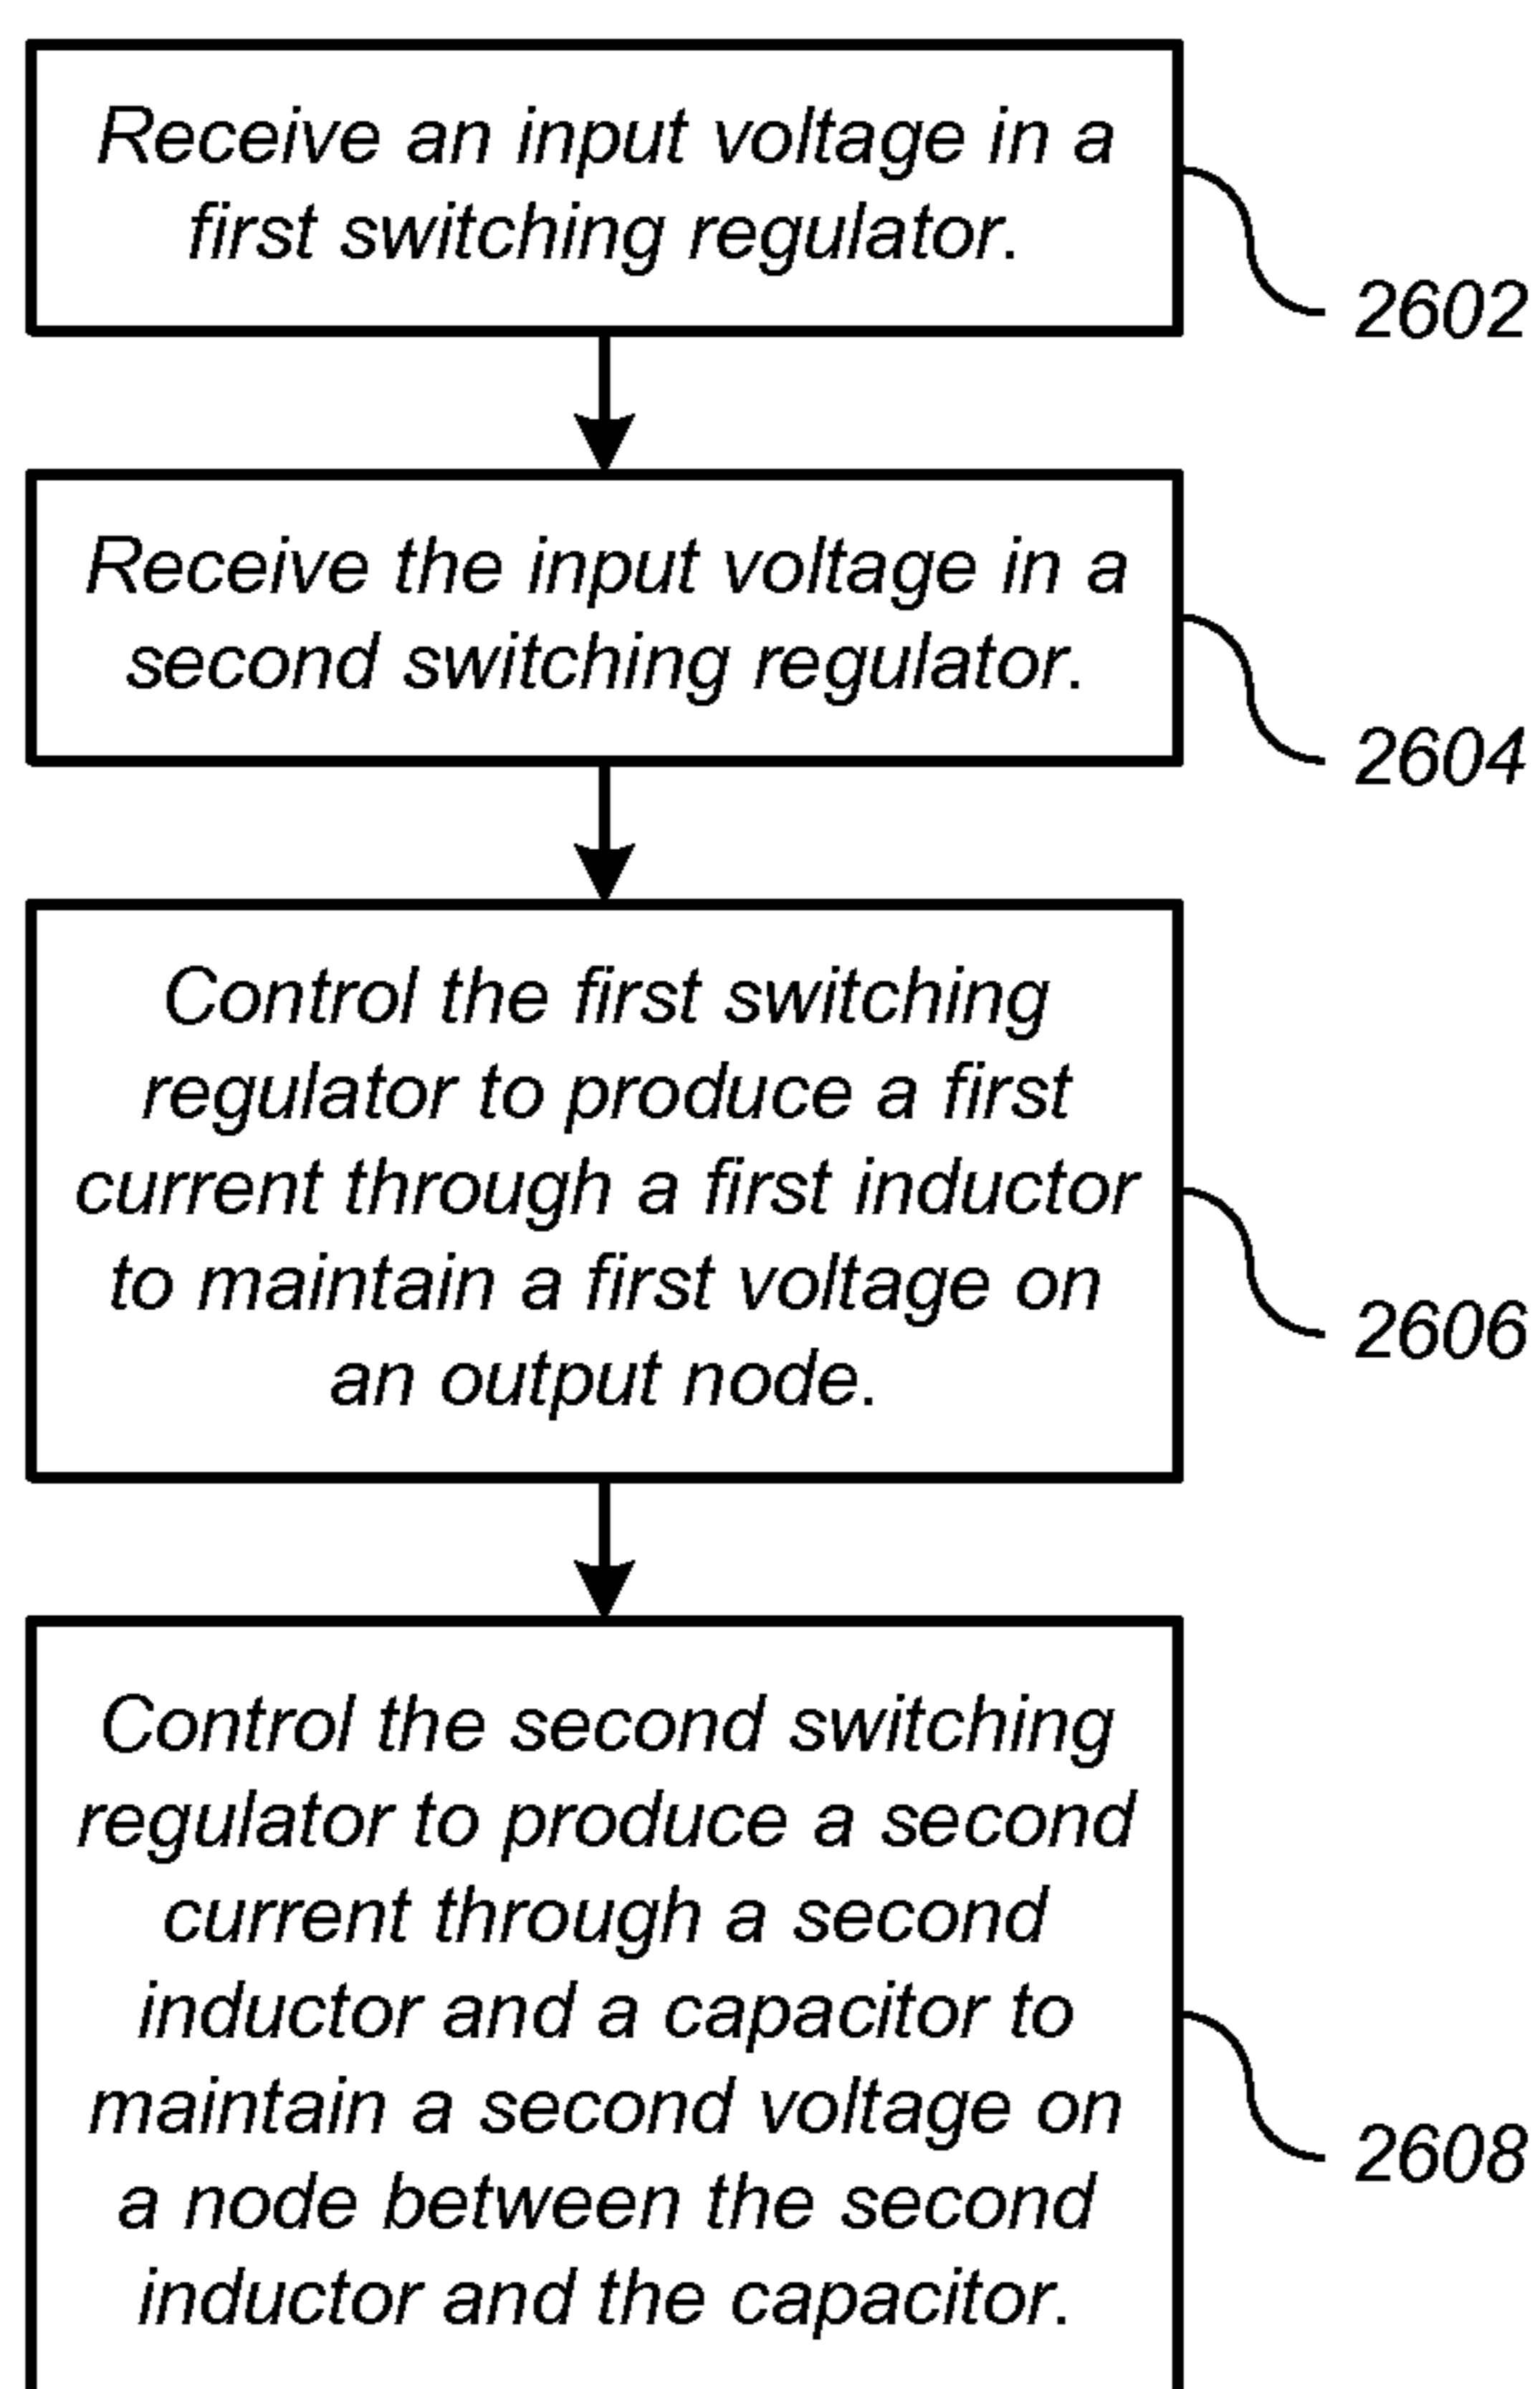 Receive an input voltage in a
first switching regulator.
2602
Receive the input voltage in a
second switching regulator.
2604
Control the first switching
regulator to produce a first
current through a first inductor
to maintain a first voltage on
an output node.
2606
Control the second switching
regulator to produce a second
current through a second
inductor and a capacitor to
maintain a second voltage on
a node between the second
inductor and the capacitor.
2608